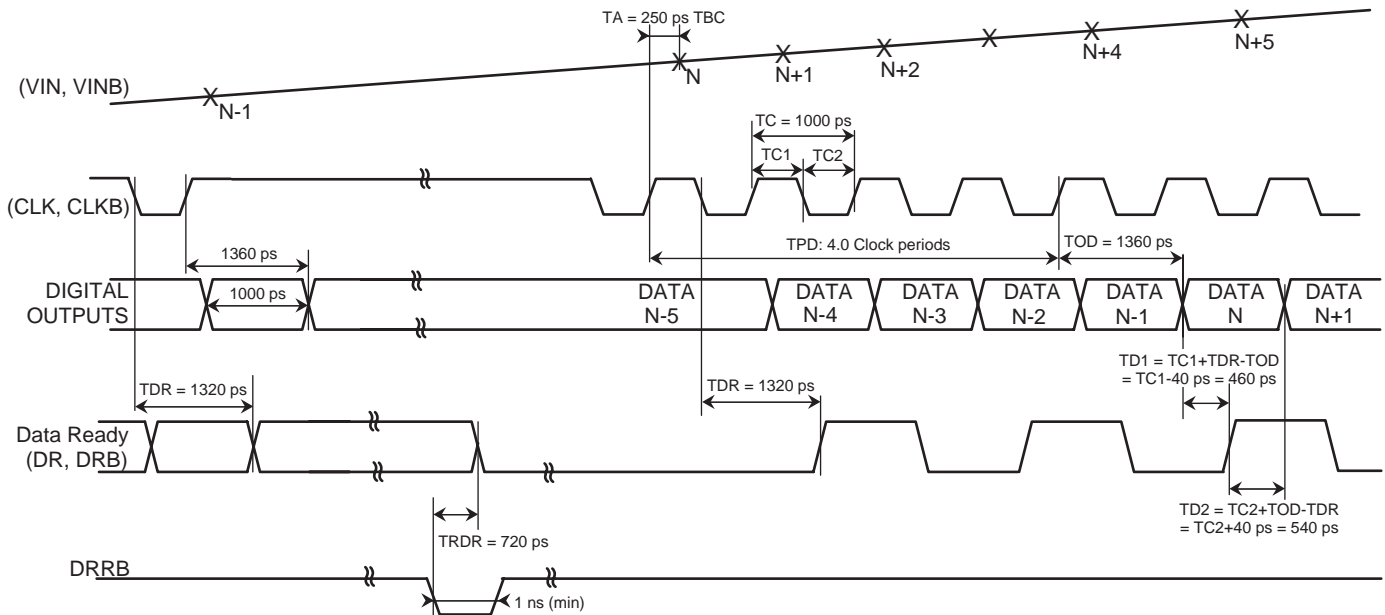 TA = 250 ps TBC
(VIN, VINB)
N-1
N
N+1
N+2
N+4
N+5
TC = 1000 ps
TC1
TC2
(CLK, CLKB)
1360 ps
TPD: 4.0 Clock periods
TOD = 1360 ps
DIGITAL
OUTPUTS
1000 ps
DATA
N-5
DATA
N-4
DATA
N-3
DATA
N-2
DATA
N-1
DATA
N
DATA
N+1
TD1 = TC1+TDR-TOD
= TC1-40 ps = 460 ps
TDR = 1320 ps
TDR = 1320 ps
Data Ready
(DR, DRB)
TD2 = TC2+TOD-TDR
= TC2+40 ps = 540 ps
TRDR = 720 ps
DRRB
1 ns (min)